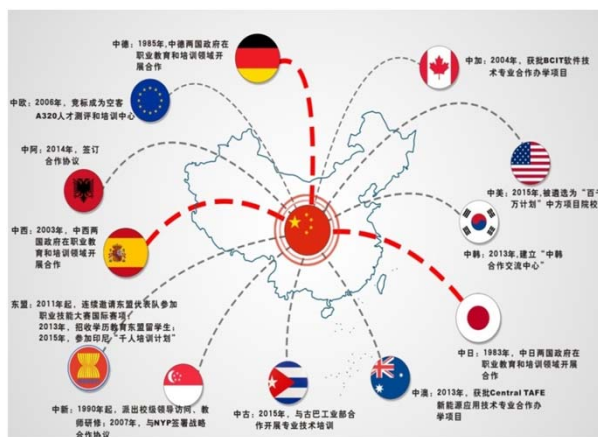 中德：1985年,中德两国政府在
职业教育和培训领域开
展合作
中加：2004年，获批BCIT软件技
术专业合作办学项目
中欧：2006年，竞标成为空客
A320人才测评和培训中心
中阿：2014年，签订
合作协议
中美：2015年,被遴选为“百千
万计划”中方项目院校
中西：2003年，中西两
国政府在职业教
育和培训领域开
展合作
中韩：2013年,建立“中韩
合作交流中心”
东盟：2011年起，连续邀请东盟代表队参加
职业技能大赛国际赛项；
2013年，招收学历教育东盟留学生；
2015年，参加印尼“千人培训计划”
中日：1983年，中日两国政府在
职业教育和培训领域开展
合作
中新：1990年起，派出校级领导访问，教
师研修；2007年，与NYP签署战略
合作协议
中古：2015年，与古巴工业部合
作开展专业技术培训
中澳：2013年，获批Central TAFE
新能源应用技术专业合作办
学项目